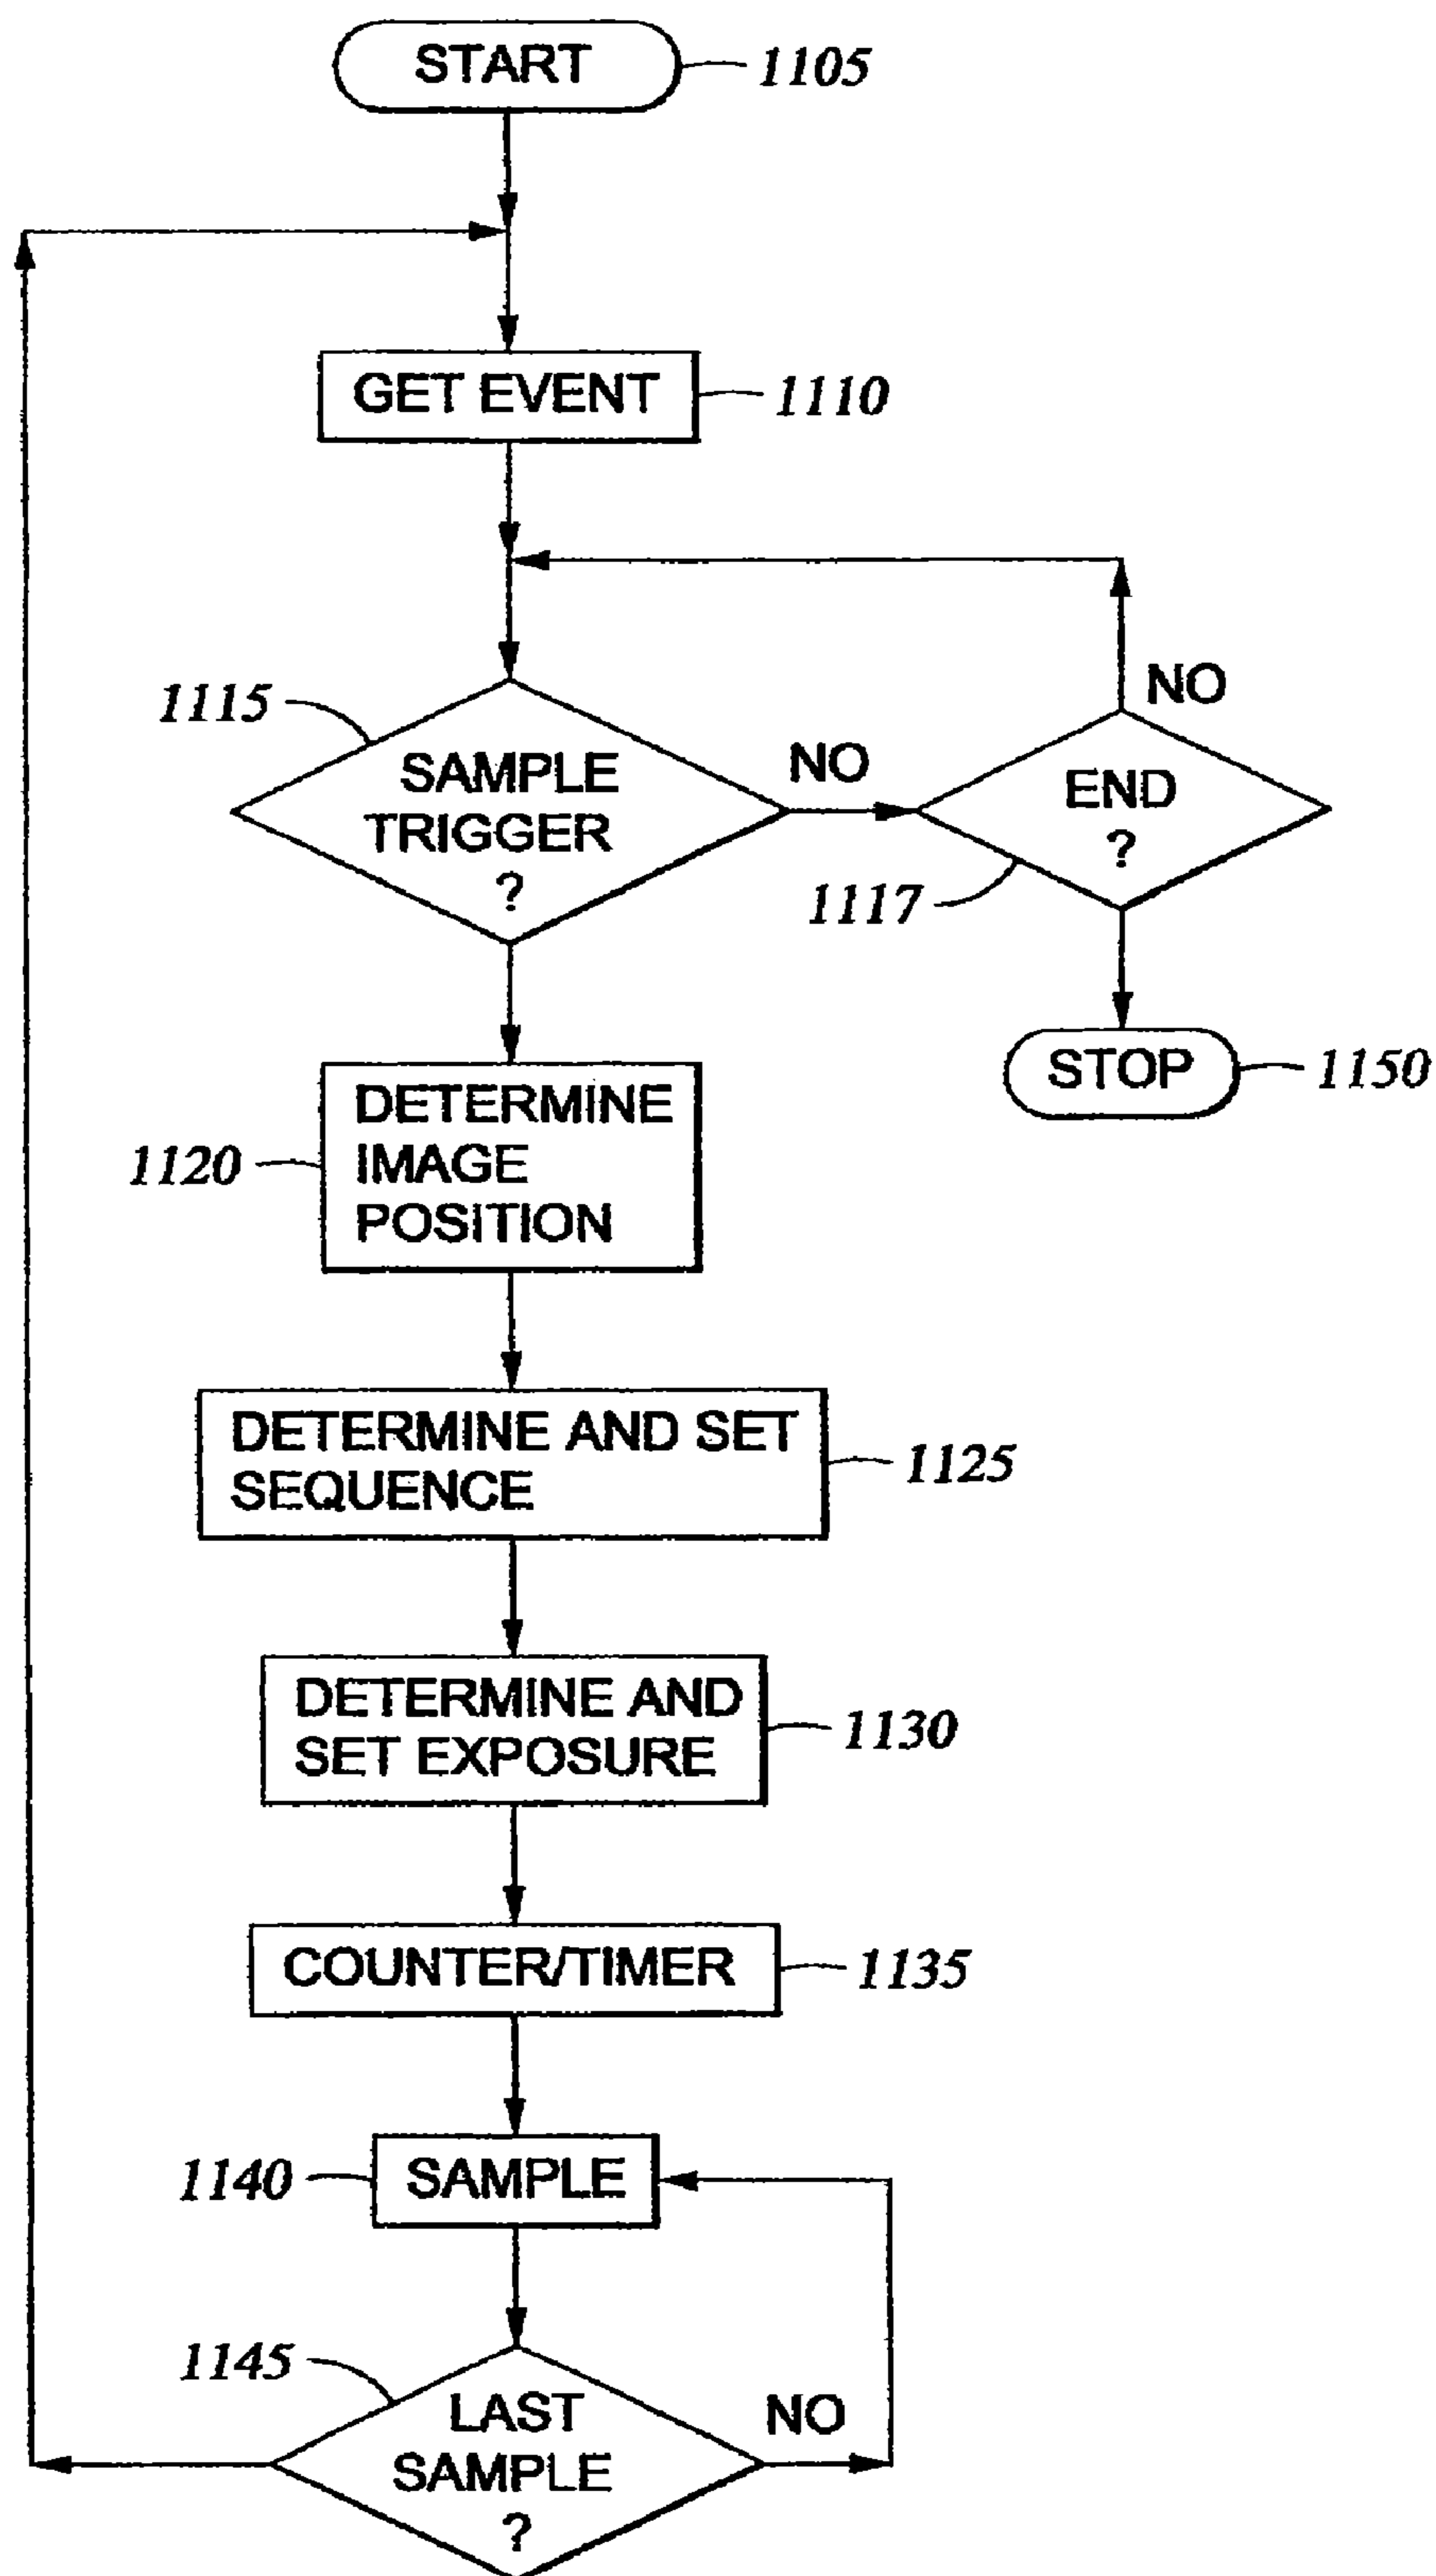 START
1105
GET EVENT
1110
1115
SAMPLE
TRIGGER
?
NO
NO
END
?
1117
STOP
1150
DETERMINE
IMAGE
POSITION
1120
DETERMINE AND SET
SEQUENCE
1125
DETERMINE AND
SET EXPOSURE
1130
COUNTER/TIMER
1135
1140
SAMPLE
1145
LAST
SAMPLE
?
NO